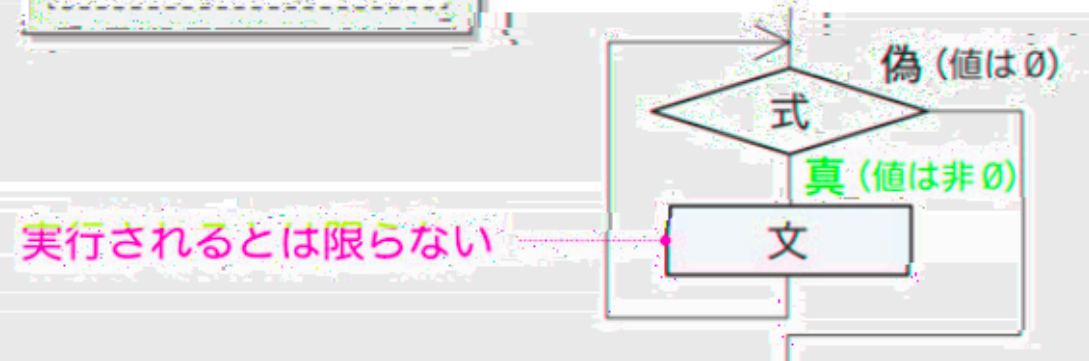 偽（値は0）
式
真（値は非0）
実行されるとは限らない
文